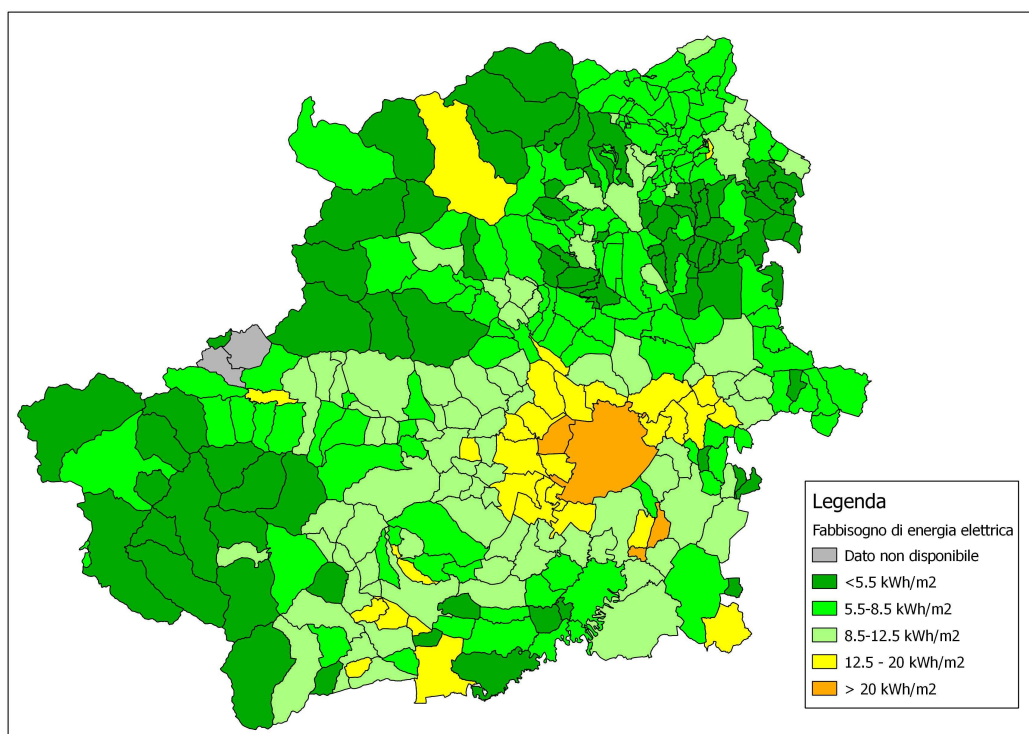 Legenda
Fabbisogno di energia elettrica
Dato non disponibile
<5.5 kWh/m2
5.5-8.5 kWh/m2
8.5-12.5 kWh/m2
12.5 - 20 kWh/m2
> 20 kWh/m2